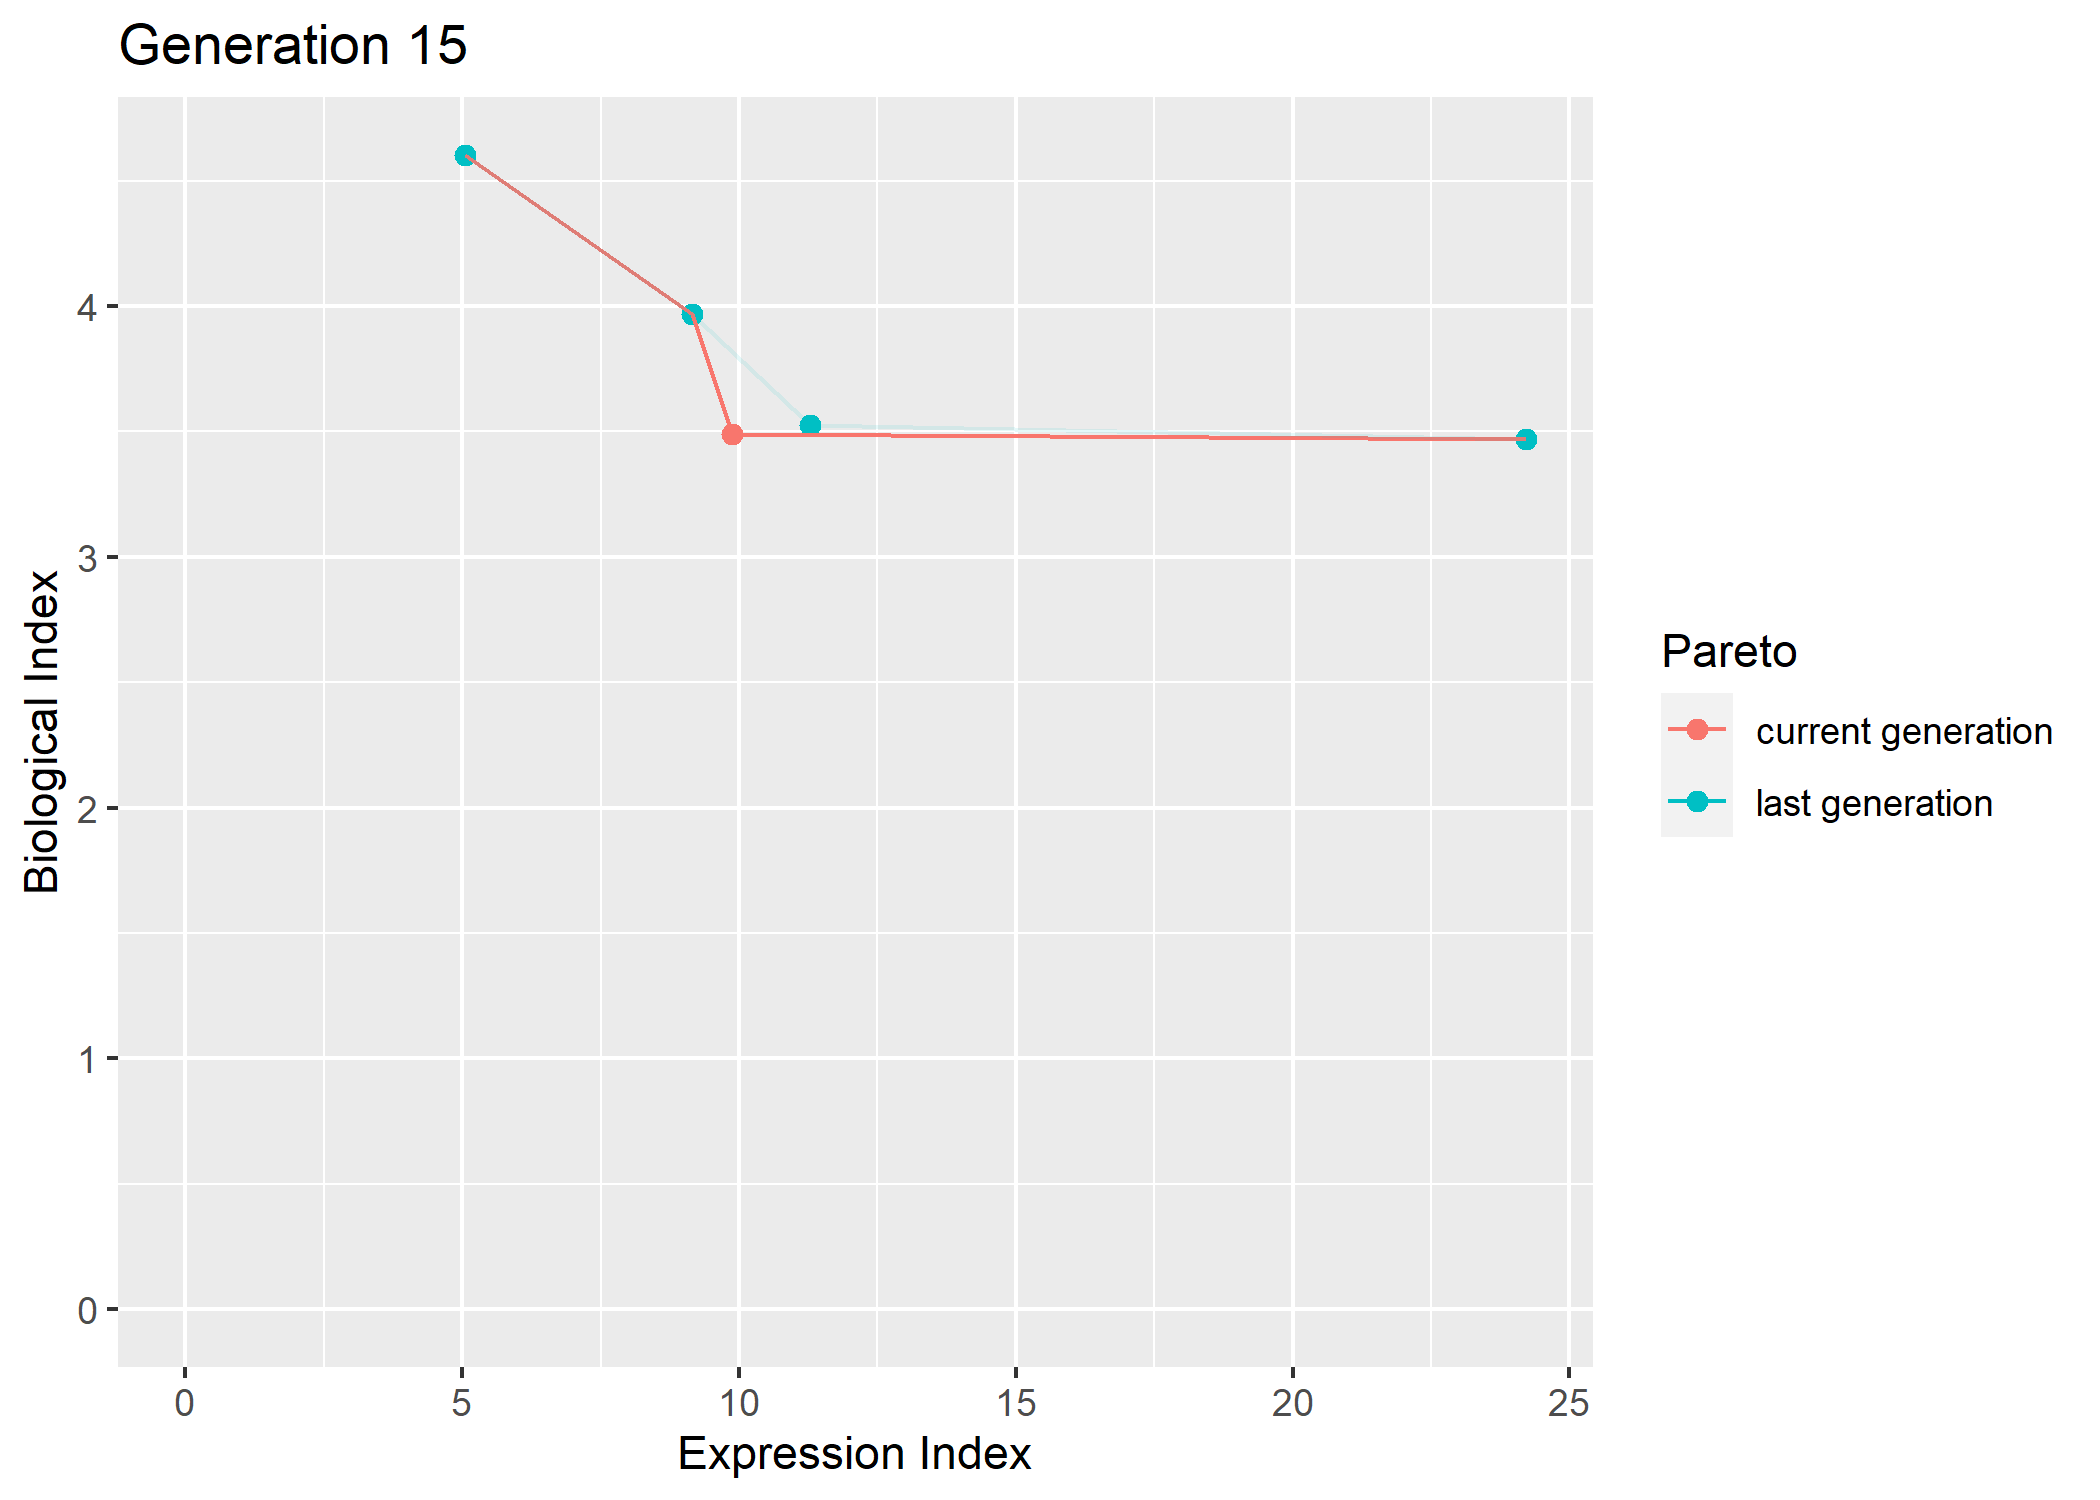 Generation 15
Biological Index
4
3
2
1
0
0 5 10 15 20 25
Expression Index
Pareto
current generation
last generation